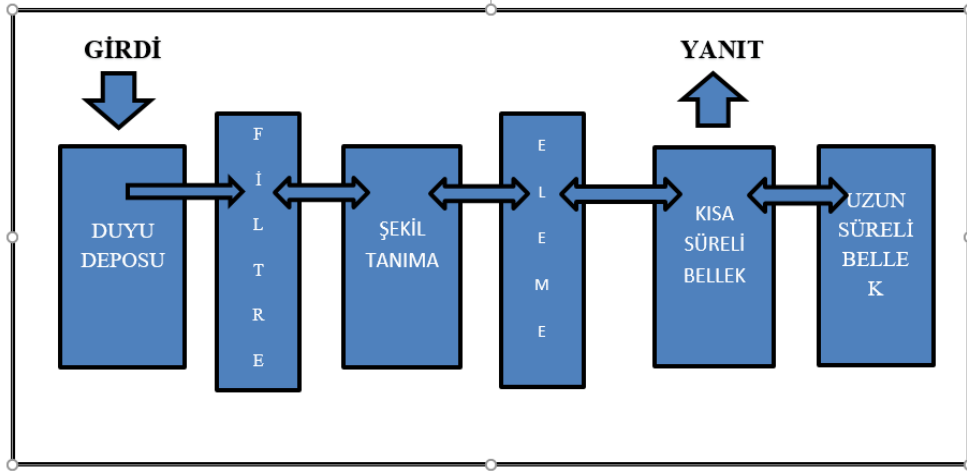 GİRDİ
YANIT
DUYU
DEPOSU
F
İ
L
T
R
E
ŞEKİL
TANIMA
E
L
E
M
E
KISA
SÜRELİ
BELLEK
UZUN
SÜRELİ
BELLE
K